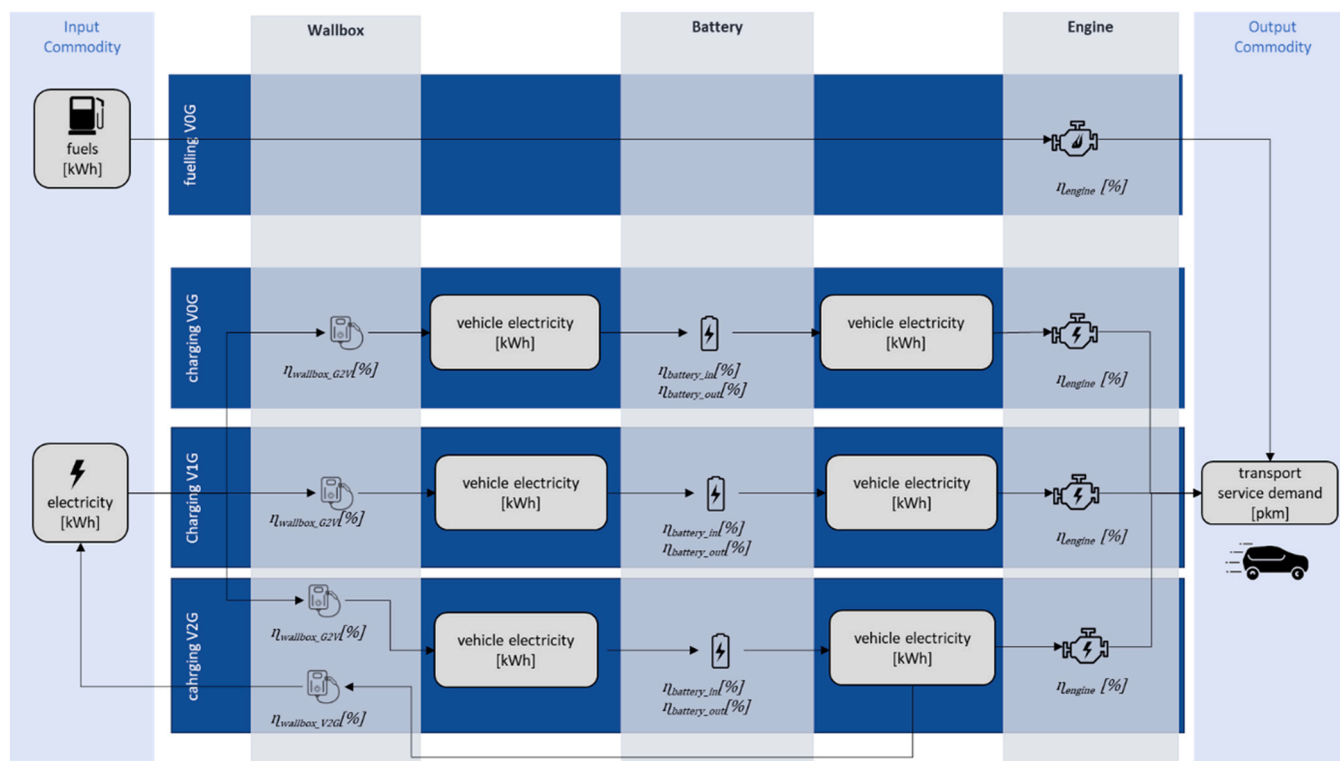 Input
Commodity
Wallbox
Battery
Engine
Output
Commodity
fuelling V0G
fuels
[kWh]
ηengine [%]
charging V0G
vehicle electricity
[kWh]
vehicle electricity
[kWh]
ηwallbox_G2V[%]
ηbattery_in[%]
ηbattery_out[%]
ηengine [%]
Charging V1G
electricity
[kWh]
vehicle electricity
[kWh]
vehicle electricity
[kWh]
ηwallbox_G2V[%]
ηbattery_in[%]
ηbattery_out[%]
ηengine [%]
transport
service demand
[pkm]
cahrging V2G
ηwallbox_G2V[%]
vehicle electricity
[kWh]
vehicle electricity
[kWh]
ηwallbox_V2G[%]
ηbattery_in[%]
ηbattery_out[%]
ηengine [%]